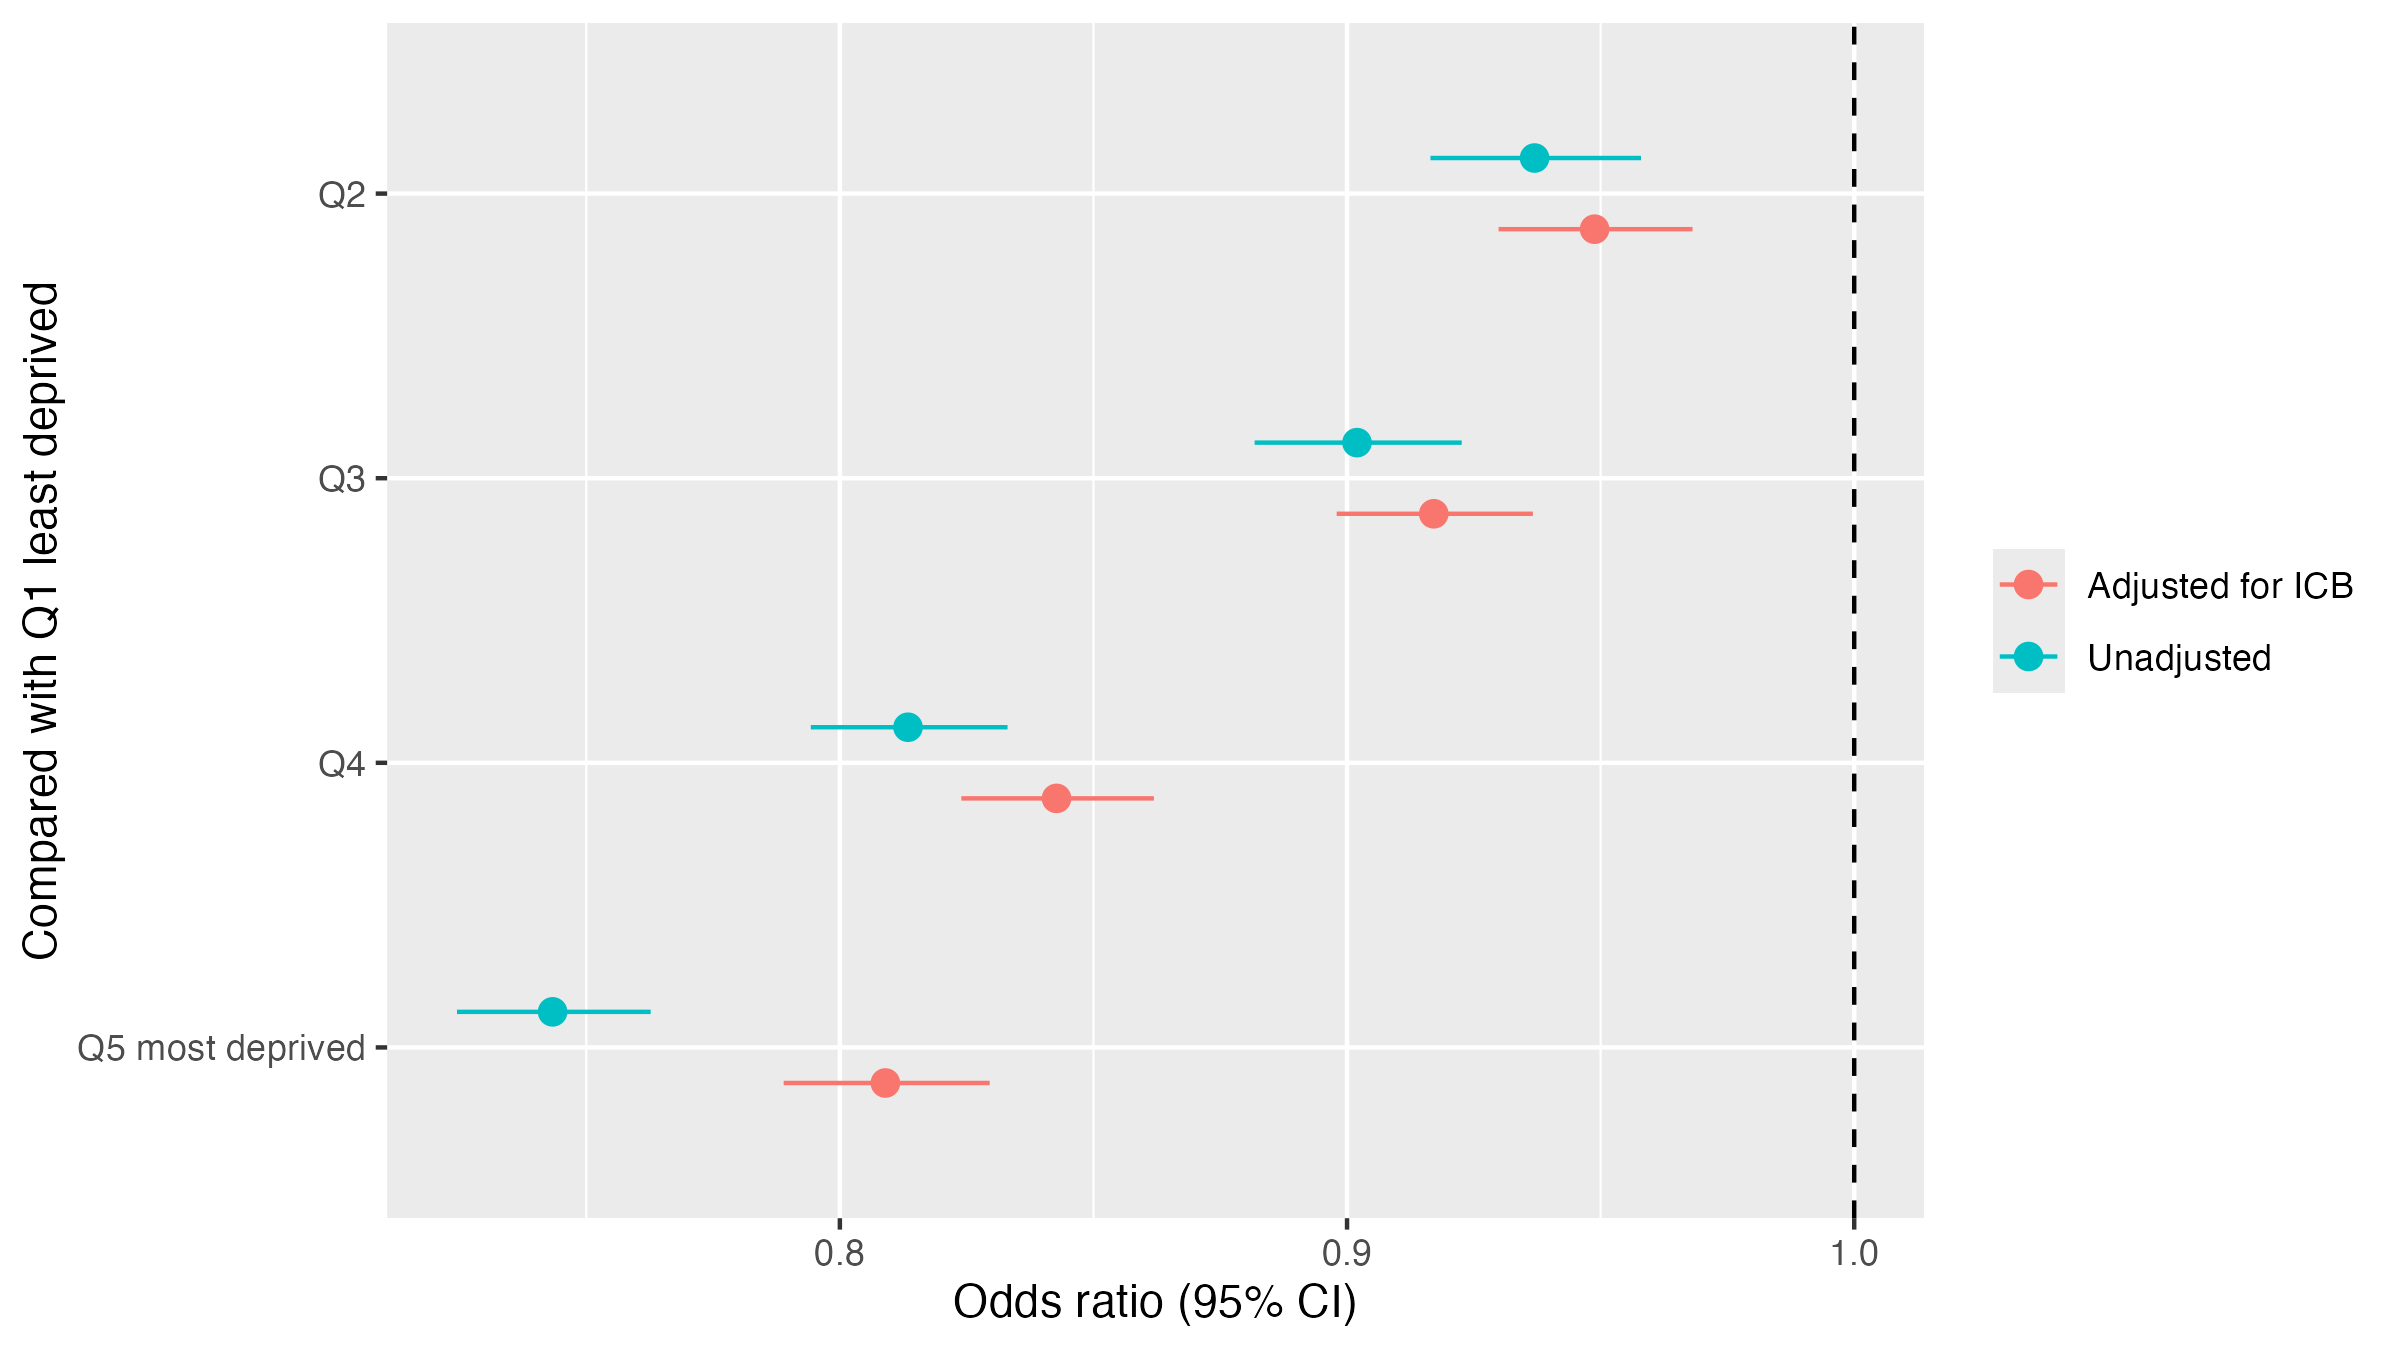 Compared with Q1 least deprived
Q2
Q3
Q4
Q5 most deprived
0.8
0.9
1.0
Odds ratio (95% CI)
Adjusted for ICB
Unadjusted